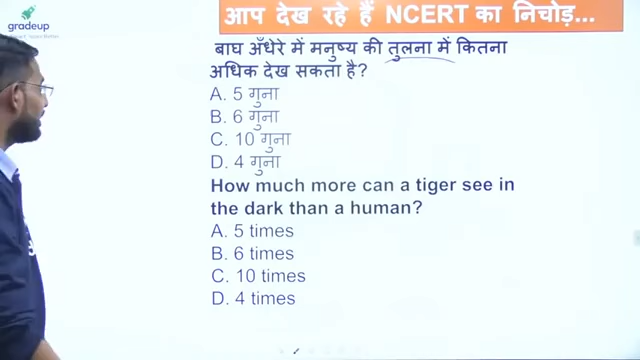 gradeup
आप देख रहे हैं NCERT का निचोड़...
बाघ अँधेरे में मनुष्य की तुलना में कितना
अधिक देख सकता है?
A. 5 गुना
B. 6 गुना
C. 10 गुना
D. 4 गुना
How much more can a tiger see in
the dark than a human?
A. 5 times
B. 6 times
C. 10 times
D. 4 times